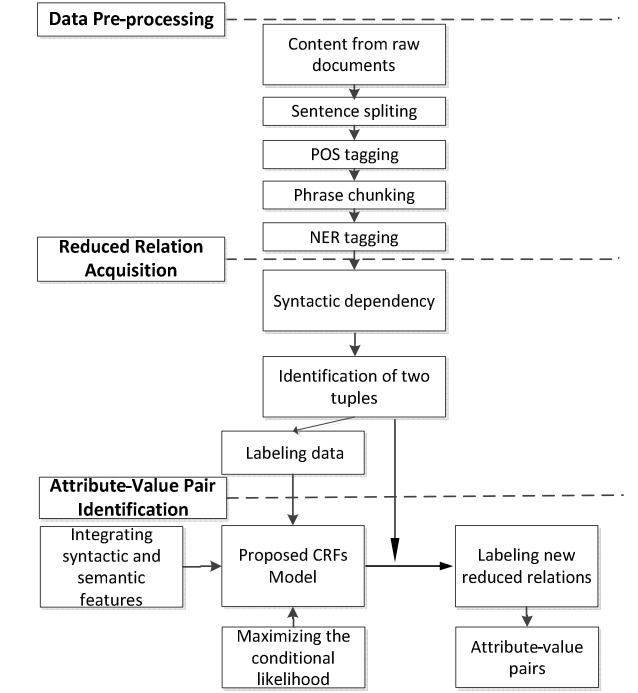 Data Pre-processing
Content from raw
documents
Sentence spliting
POS tagging
Phrase chunking
NER tagging
Reduced Relation
Acquisition
Syntactic dependency
Identification of two
tuples
Labeling data
Attribute-Value Pair
Identification
Integrating
syntactic and
semantic
features
Proposed CRFs
Model
Labeling new
reduced relations
Maximizing the
conditional
likelihood
Attribute-value
pairs